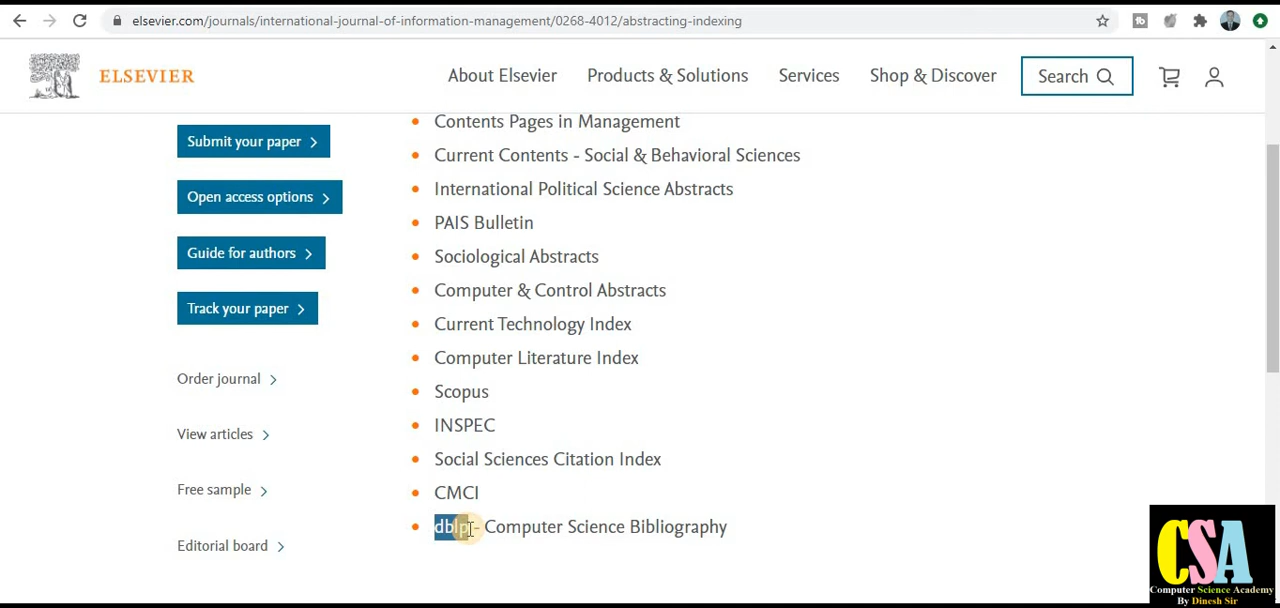 elsevier.com/journals/international-journal-of-information-management/0268-4012/abstracting-indexing
ELSEVIER
About Elsevier
Products & Solutions
Services
Shop & Discover
Search
Submit your paper
Open access options
Guide for authors
Track your paper
Order journal
View articles
Free sample
Editorial board
Contents Pages in Management
Current Contents - Social & Behavioral Sciences
International Political Science Abstracts
PAIS Bulletin
Sociological Abstracts
Computer & Control Abstracts
Current Technology Index
Computer Literature Index
Scopus
INSPEC
Social Sciences Citation Index
CMCI
dblp - Computer Science Bibliography
CSA
Computer Science Academy
By Dinesh Sir